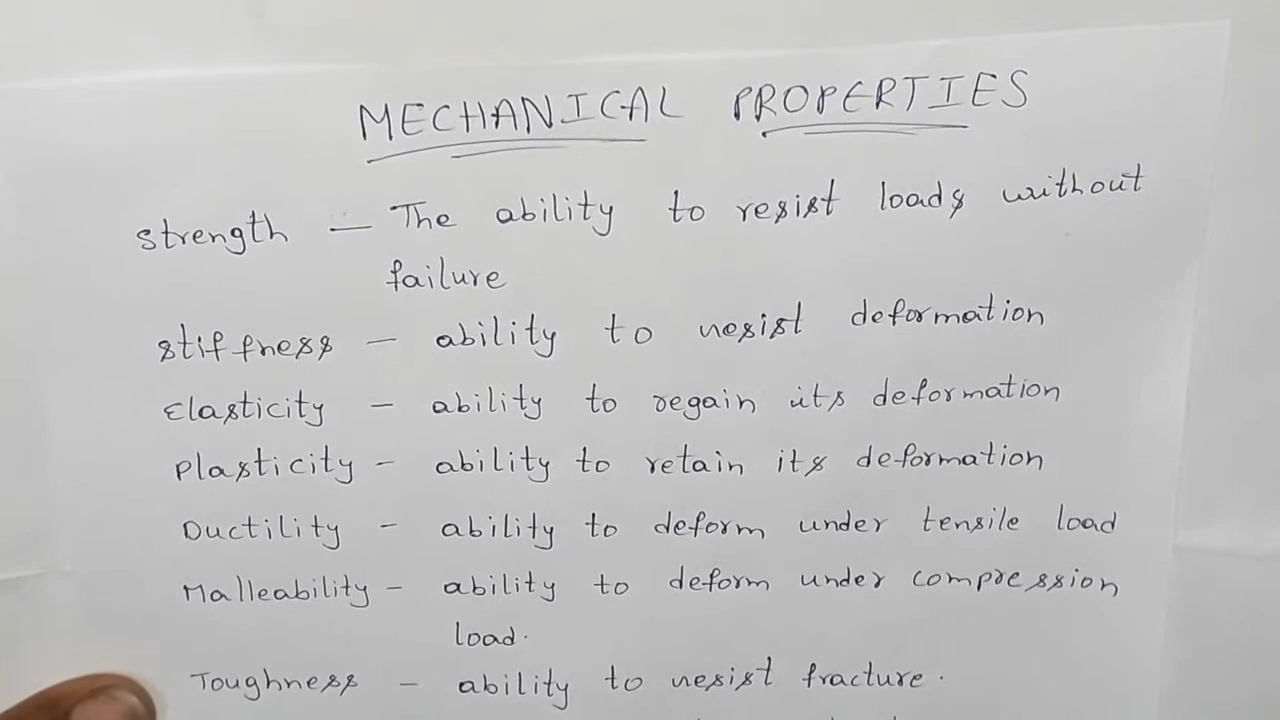 MECHANICAL PROPERTIES
strength — The ability to resist loads without
failure
stiffness — ability to resist deformation
Elasticity - ability to regain its deformation
Plasticity - ability to retain its deformation
Ductility - ability to deform under tensile load
Malleability - ability to deform under compression
load.
Toughness - ability to resist fracture.